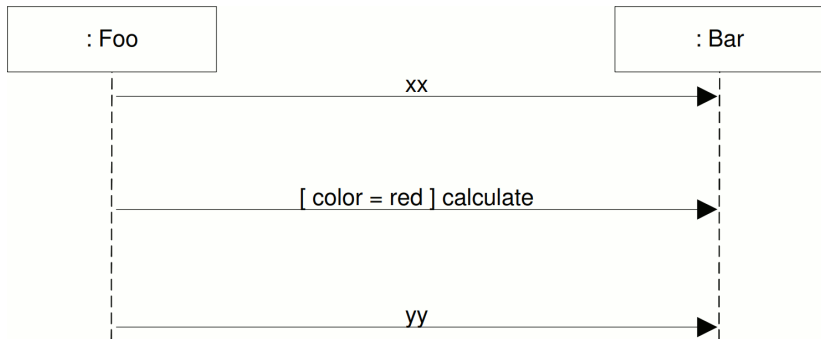 : Foo
: Bar
xx
[ color = red ] calculate
yy